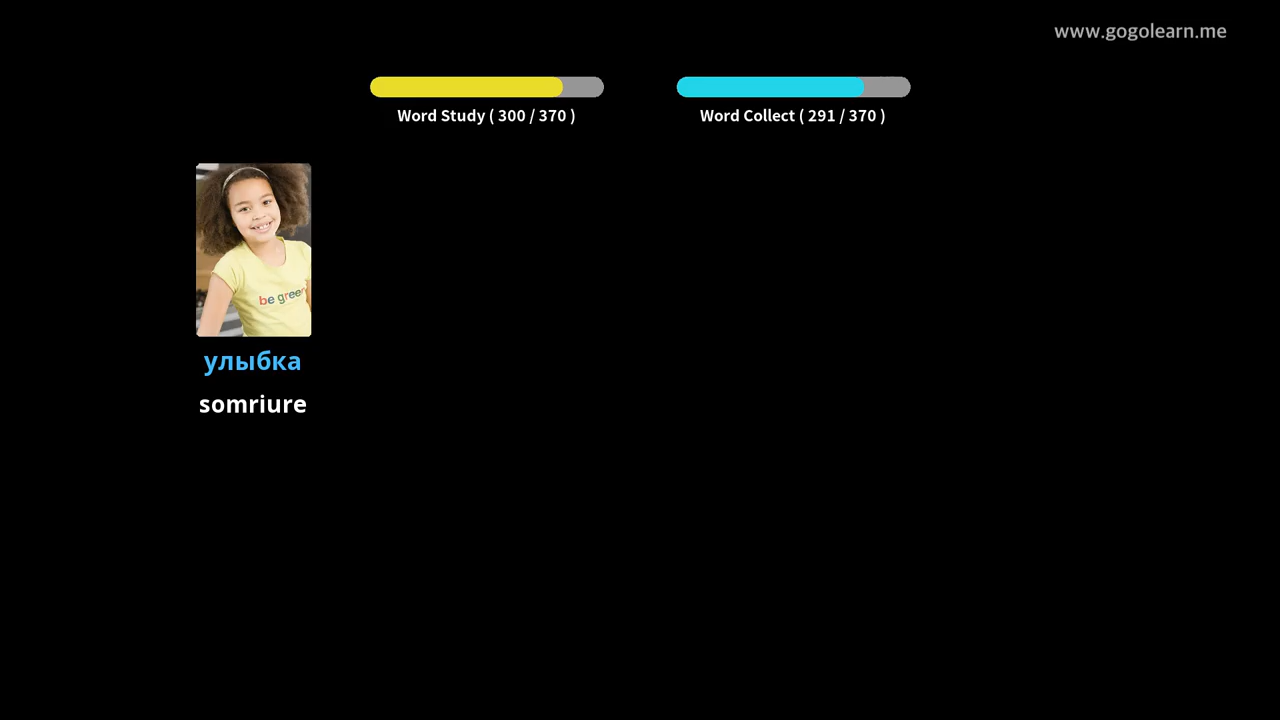 www.gogolearn.me
Word Study ( 300 / 370 )
Word Collect ( 291 / 370 )
be green
улыбка
somriure